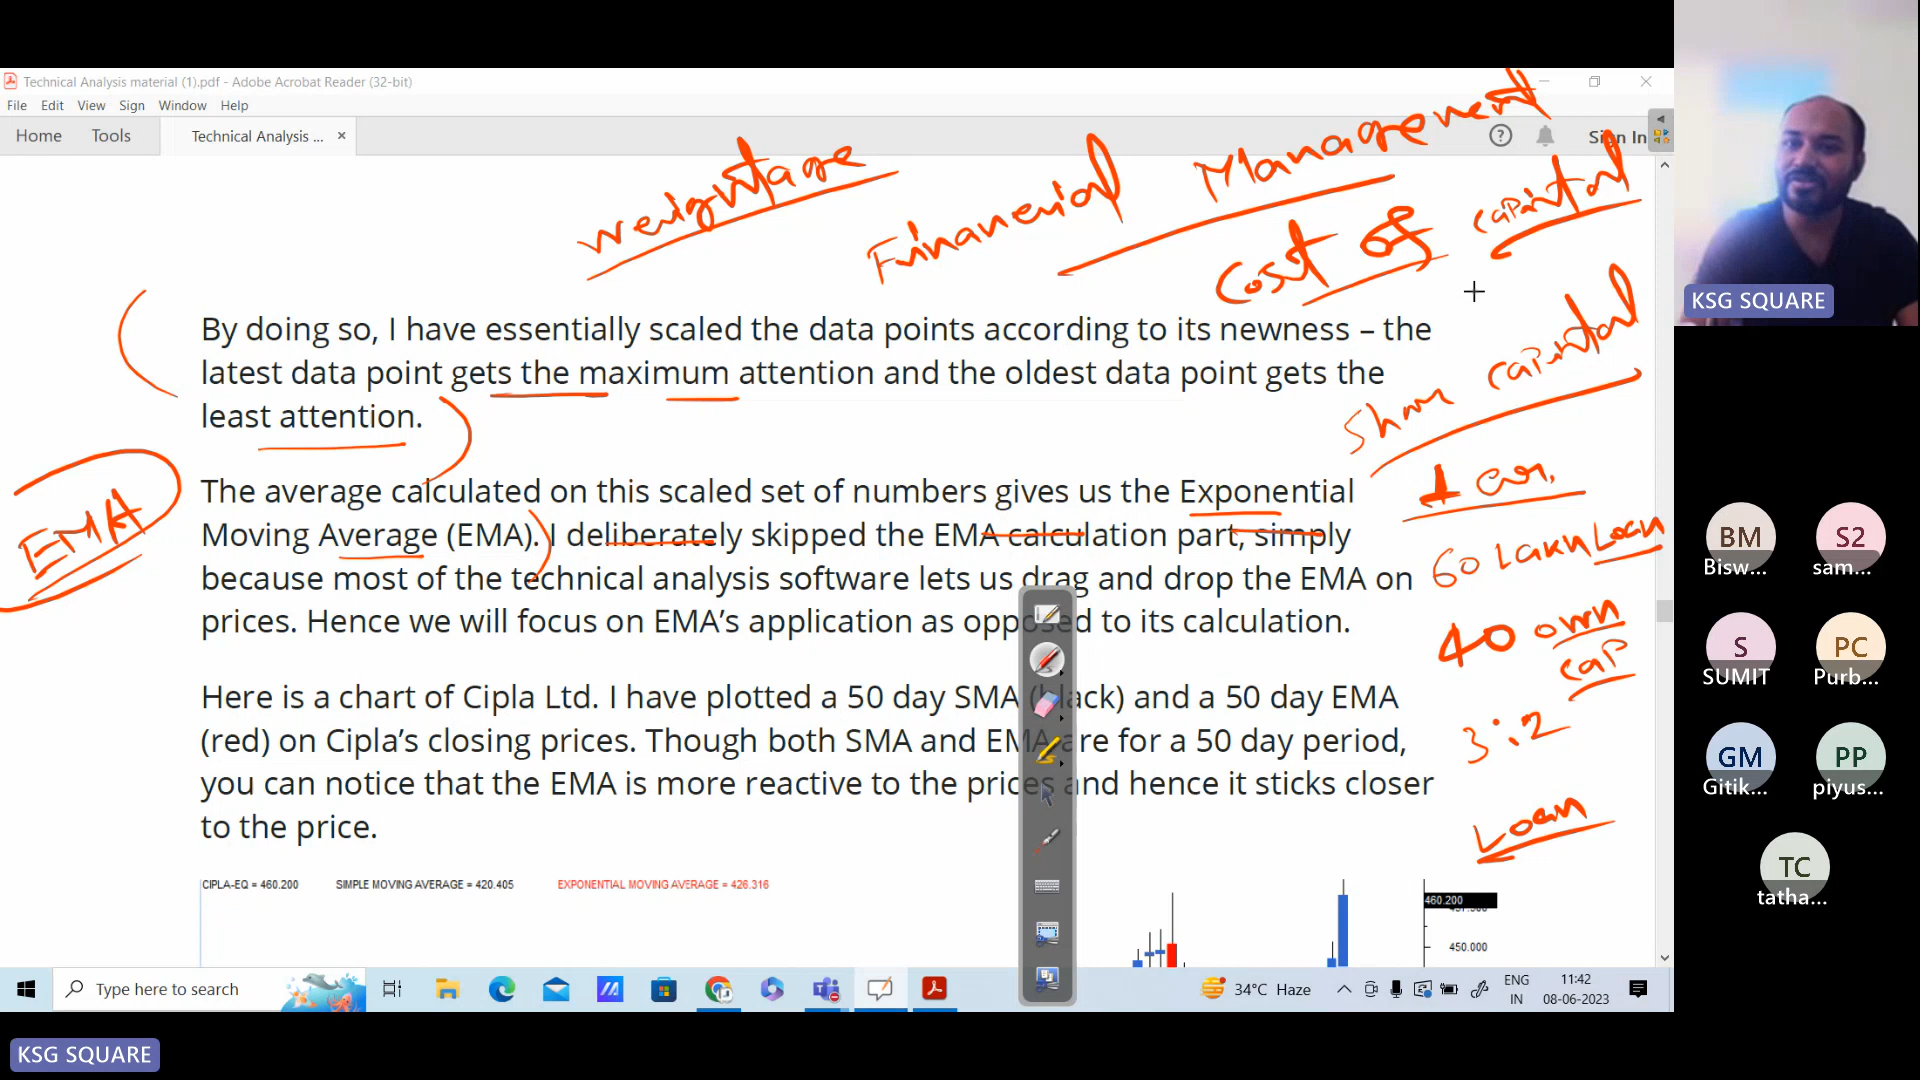 Technical Analysis material (1).pdf - Adobe Acrobat Reader (32-bit)
File Edit View Sign Window Help
Home Tools Technical Analysis ... × Sign In
weightage
Financial Management
Cost of capital
Share capital
1 cr.
60 Lakh Loan
40 own
cap
3:2
Loan
EMA
By doing so, I have essentially scaled the data points according to its newness – the
latest data point gets the maximum attention and the oldest data point gets the
least attention.
The average calculated on this scaled set of numbers gives us the Exponential
Moving Average (EMA). I deliberately skipped the EMA calculation part, simply
because most of the technical analysis software lets us drag and drop the EMA on
prices. Hence we will focus on EMA's application as opposed to its calculation.
Here is a chart of Cipla Ltd. I have plotted a 50 day SMA (black) and a 50 day EMA
(red) on Cipla's closing prices. Though both SMA and EMA are for a 50 day period,
you can notice that the EMA is more reactive to the prices and hence it sticks closer
to the price.
CIPLA-EQ = 460.200 SIMPLE MOVING AVERAGE = 420.405 EXPONENTIAL MOVING AVERAGE = 426.316
460.200
450.000
Type here to search
34°C Haze
ENG
IN
11:42
08-06-2023
KSG SQUARE
BM
Bisw...
S2
sam...
S
SUMIT
PC
Purb...
GM
Gitik...
PP
piyus...
TC
tatha...
KSG SQUARE